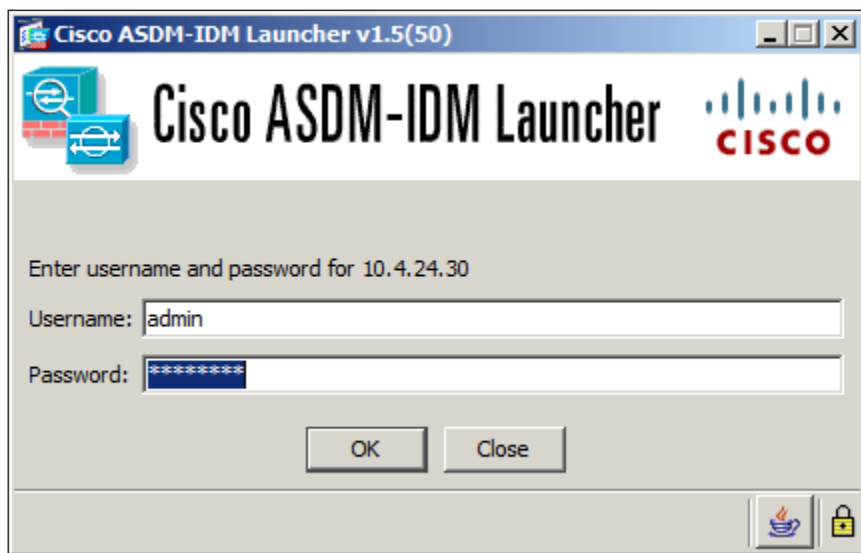 Cisco ASDM-IDM Launcher v1.5(50)
Cisco ASDM-IDM Launcher
CISCO
Enter username and password for 10.4.24.30
Username: admin
Password: ********
OK Close